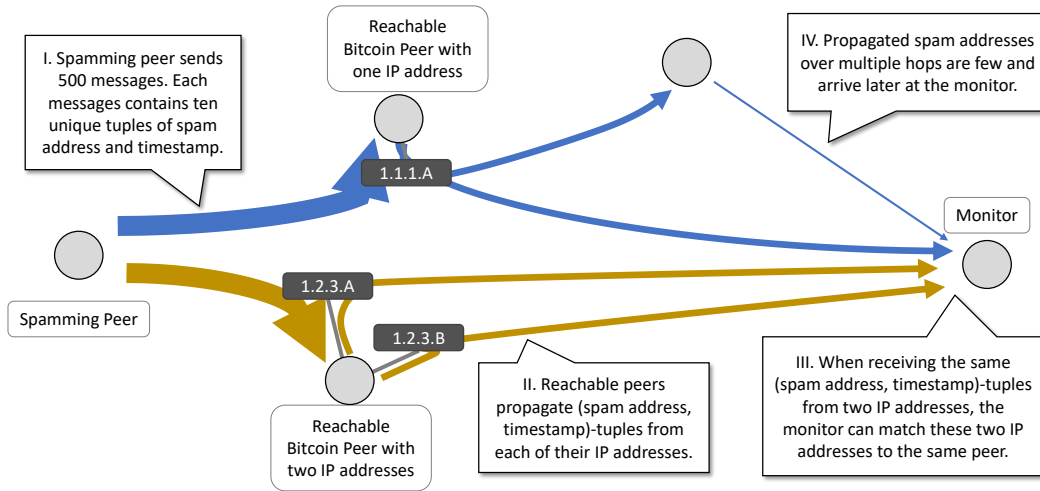 I. Spamming peer sends
500 messages. Each
messages contains ten
unique tuples of spam
address and timestamp.
Reachable
Bitcoin Peer with
one IP address
IV. Propagated spam addresses
over multiple hops are few and
arrive later at the monitor.
1.1.1.A
Monitor
Spamming Peer
1.2.3.A
1.2.3.B
Reachable
Bitcoin Peer with
two IP addresses
II. Reachable peers
propagate (spam address,
timestamp)-tuples from
each of their IP addresses.
III. When receiving the same
(spam address, timestamp)-tuples
from two IP addresses, the
monitor can match these two IP
addresses to the same peer.